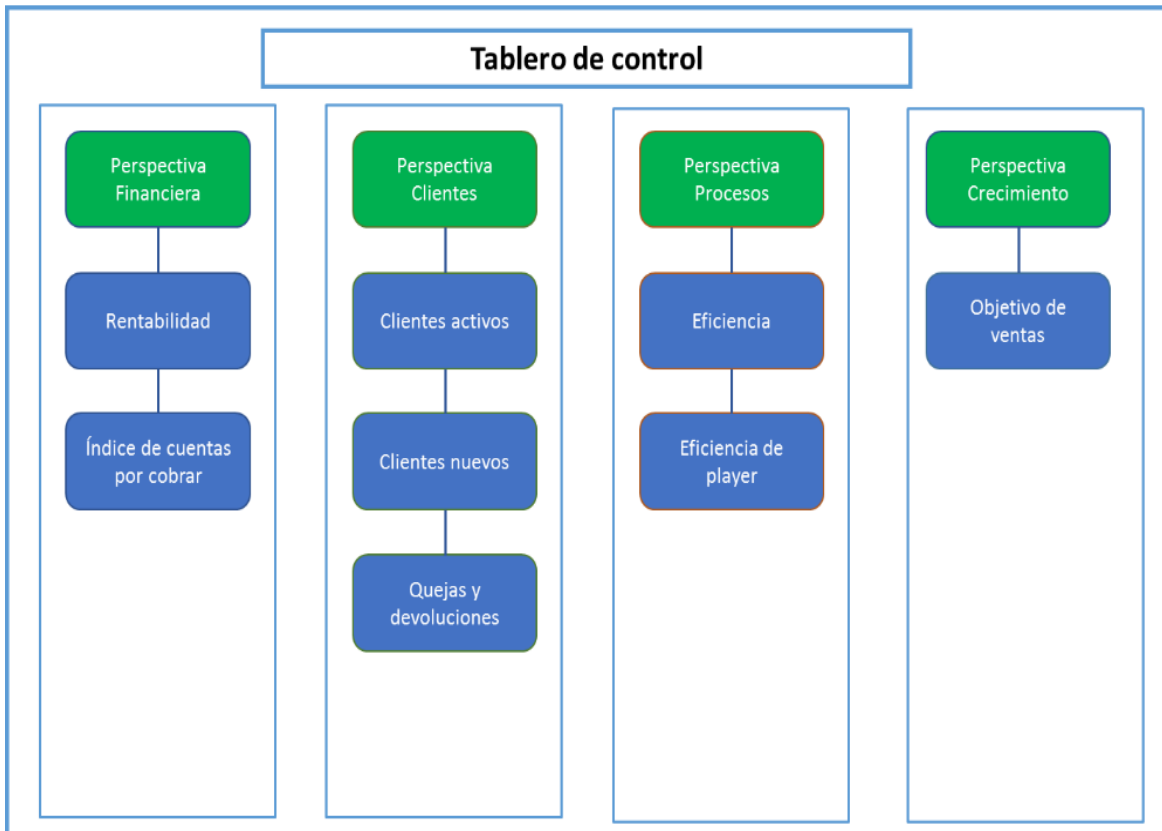 Tablero de control
Perspectiva
Financiera
Rentabilidad
Índice de cuentas
por cobrar
Perspectiva
Clientes
Clientes activos
Clientes nuevos
Quejas y
devoluciones
Perspectiva
Procesos
Eficiencia
Eficiencia de
player
Perspectiva
Crecimiento
Objetivo de
ventas